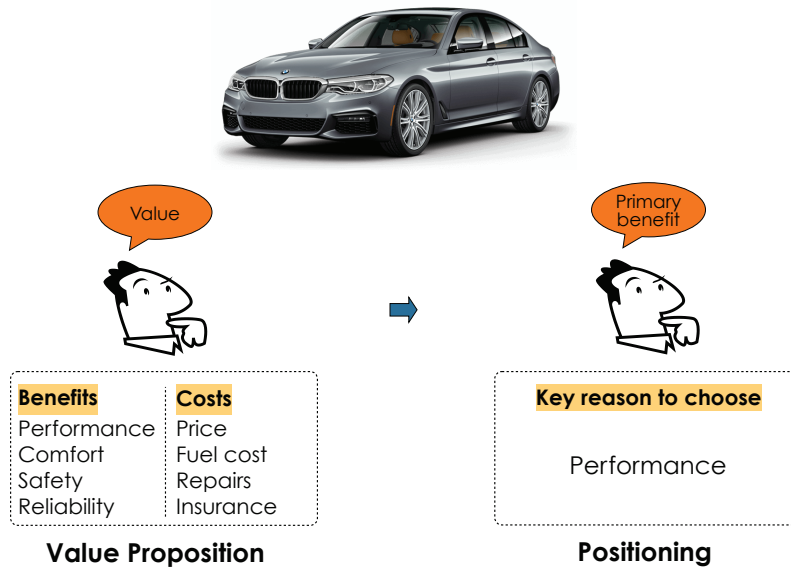 Value
Primary
benefit
Benefits
Performance
Comfort
Safety
Reliability
Costs
Price
Fuel cost
Repairs
Insurance
Value Proposition
Key reason to choose
Performance
Positioning